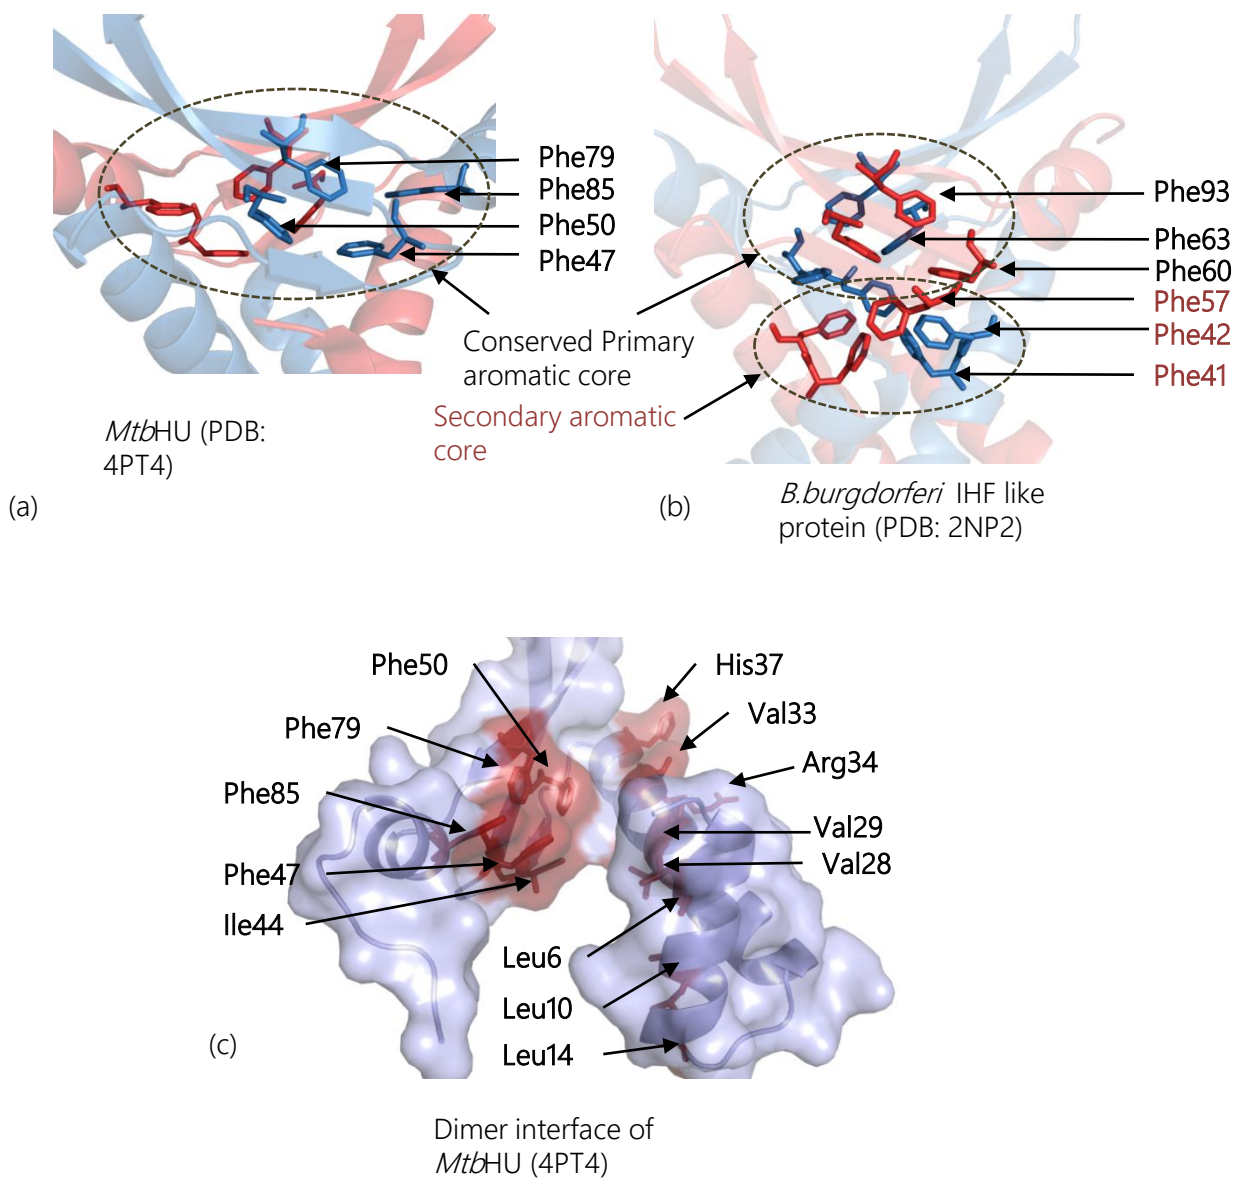 Phe79
Phe85
Phe50
Phe47
Conserved Primary
aromatic core
Secondary aromatic
core
MtbHU (PDB:
4PT4)
(a)
Phe93
Phe63
Phe60
Phe57
Phe42
Phe41
B.burgdorferi IHF like
protein (PDB: 2NP2)
(b)
Phe50
Phe79
Phe85
Phe47
Ile44
His37
Val33
Arg34
Val29
Val28
Leu6
Leu10
Leu14
(c)
Dimer interface of
MtbHU (4PT4)